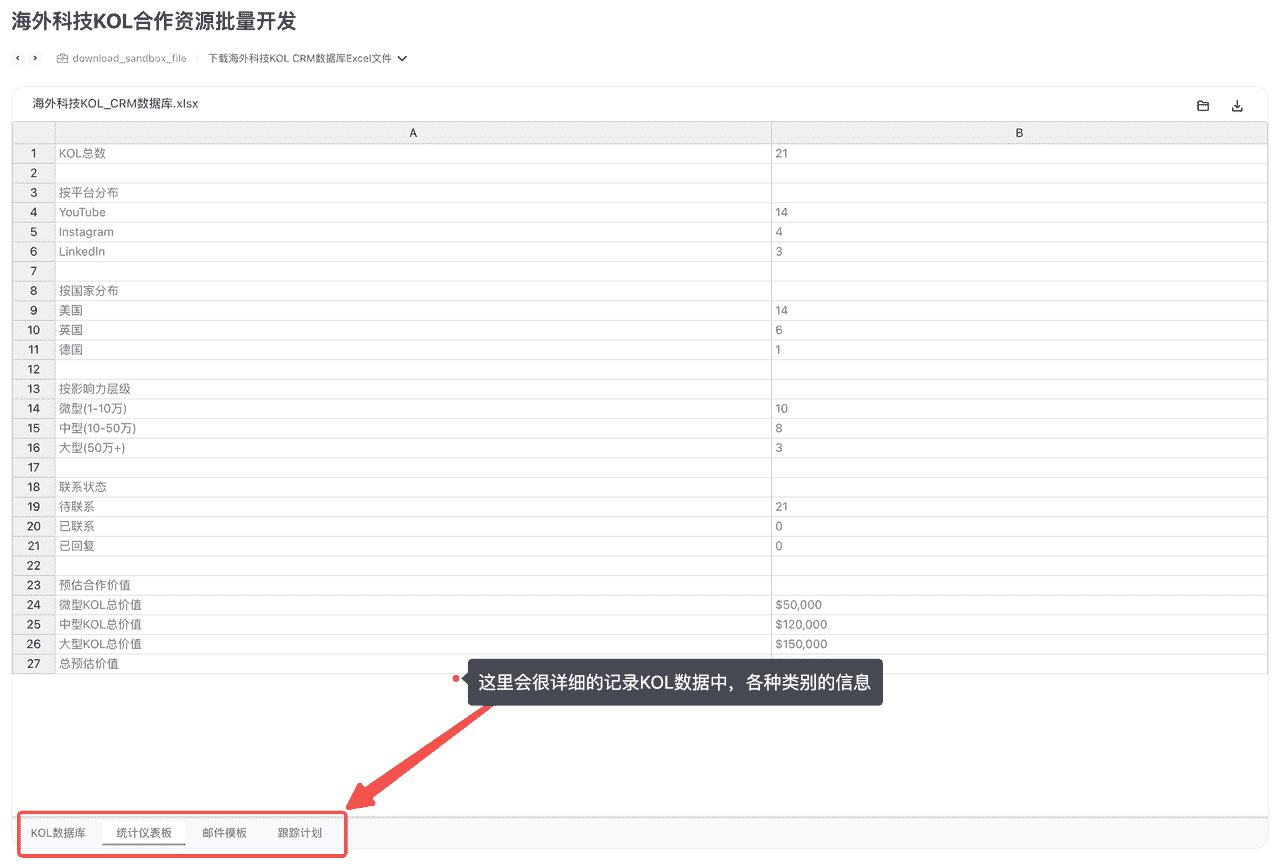 海外科技KOL合作资源批量开发
download_sandbox_file 下载海外科技KOL CRM数据库Excel文件
海外科技KOL_CRM数据库.xlsx
A B
1 KOL总数 21
2
3 按平台分布
4 YouTube 14
5 Instagram 4
6 LinkedIn 3
7
8 按国家分布
9 美国 14
10 英国 6
11 德国 1
12
13 按影响力层级
14 微型(1-10万) 10
15 中型(10-50万) 8
16 大型(50万+) 3
17
18 联系状态
19 待联系 21
20 已联系 0
21 已回复 0
22
23 预估合作价值
24 微型KOL总价值 $50,000
25 中型KOL总价值 $120,000
26 大型KOL总价值 $150,000
27 总预估价值
这里会很详细的记录KOL数据中，各种类别的信息
KOL数据库 统计仪表板 邮件模板 跟踪计划